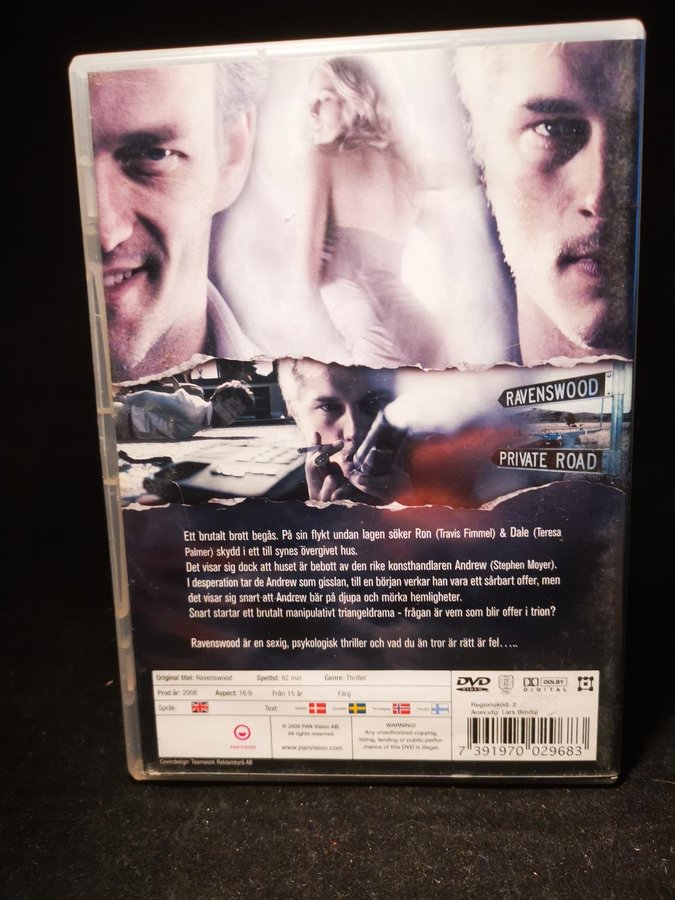 RAVENSWOOD
PRIVATE ROAD
Ett brutalt brott begås. På sin flykt undan lagen söker Ron (Travis Fimmel) & Dale (Teresa
Palmer) skydd i ett till synes övergivet hus.
Det visar sig dock att huset är bebott av den rike konsthandlaren Andrew (Stephen Moyer).
I desperation tar de Andrew som gisslan, till en början verkar han vara ett sårbart offer, men
det visar sig snart att Andrew bär på djupa och mörka hemligheter.
Snart startar ett brutalt manipulativt triangeldrama - frågan är vem som blir offer i trion?
Ravenswood är en sexig, psykologisk thriller och vad du än tror är rätt är fel.....
Original titel: Ravenswood Speltid: 92 min Genre: Thriller
Prod.år: 2008 Aspect: 16:9 Från 15 år Färg
Språk: Text:
DVD VIDEO 2 DOLBY DIGITAL
Regionskod: 2
Ansv.utg. Lars Brodal
PAN VISION
© 2009 PAN Vision AB.
All rights reserved.
www.panvision.com
WARNING!
Any unauthorized copying,
hiring, lending or public perfor-
mance of this DVD is illegal.
7 391970 029683
Coverdesign Teamwork Reklambyrå AB